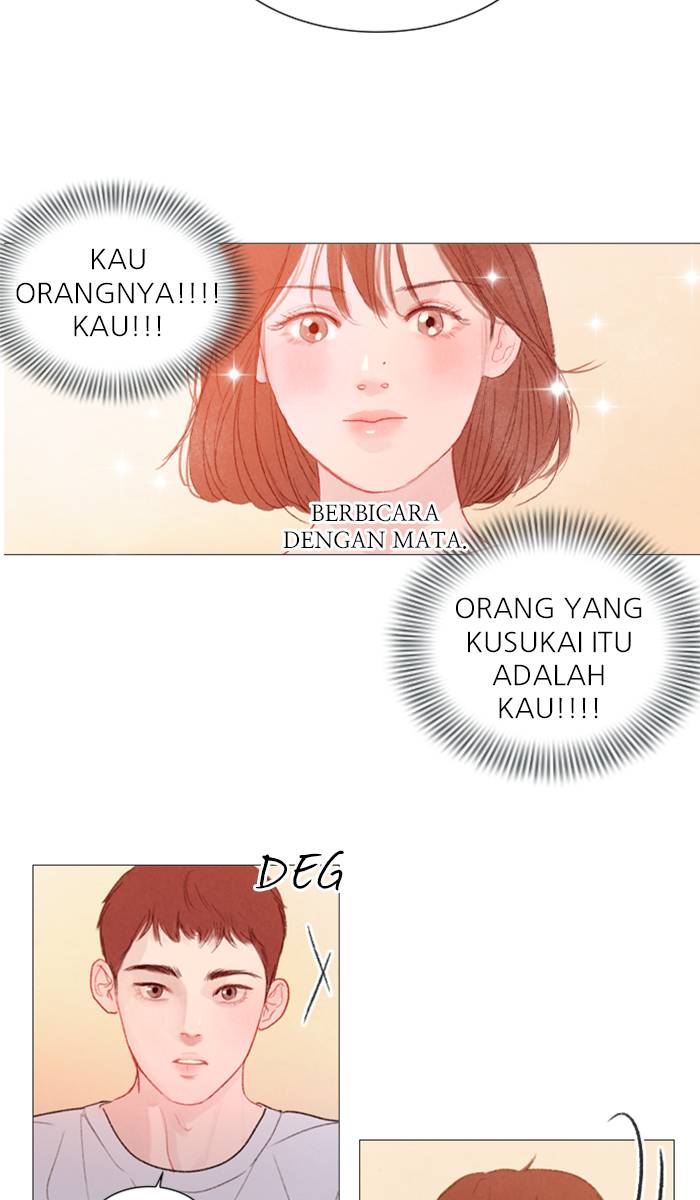 KAU
ORANGNYA!!!!
KAU!!!
BERBICARA
DENGAN MATA.
ORANG YANG
KUSUKAI ITU
ADALAH
KAU!!!!
DEG